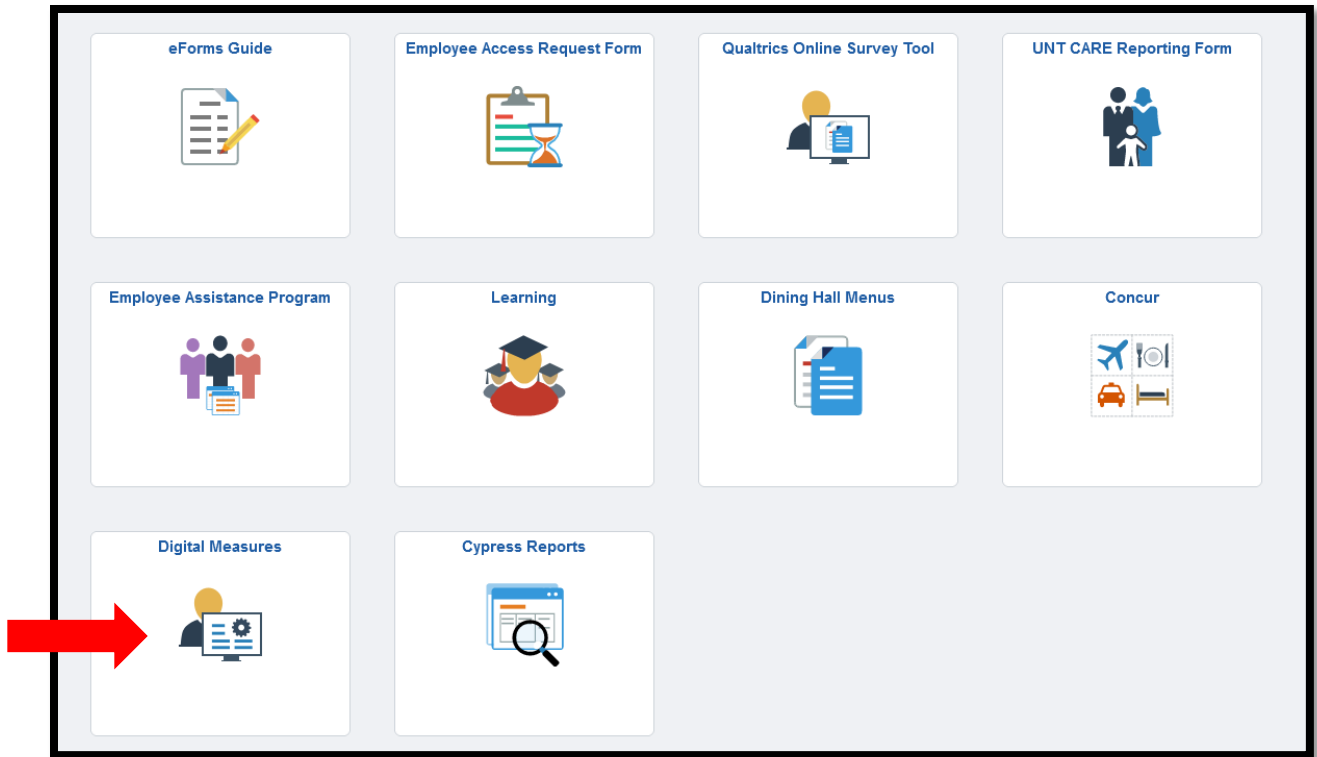 eForms Guide
Employee Access Request Form
Qualtrics Online Survey Tool
UNT CARE Reporting Form
Employee Assistance Program
Learning
Dining Hall Menus
Concur
Digital Measures
Cypress Reports